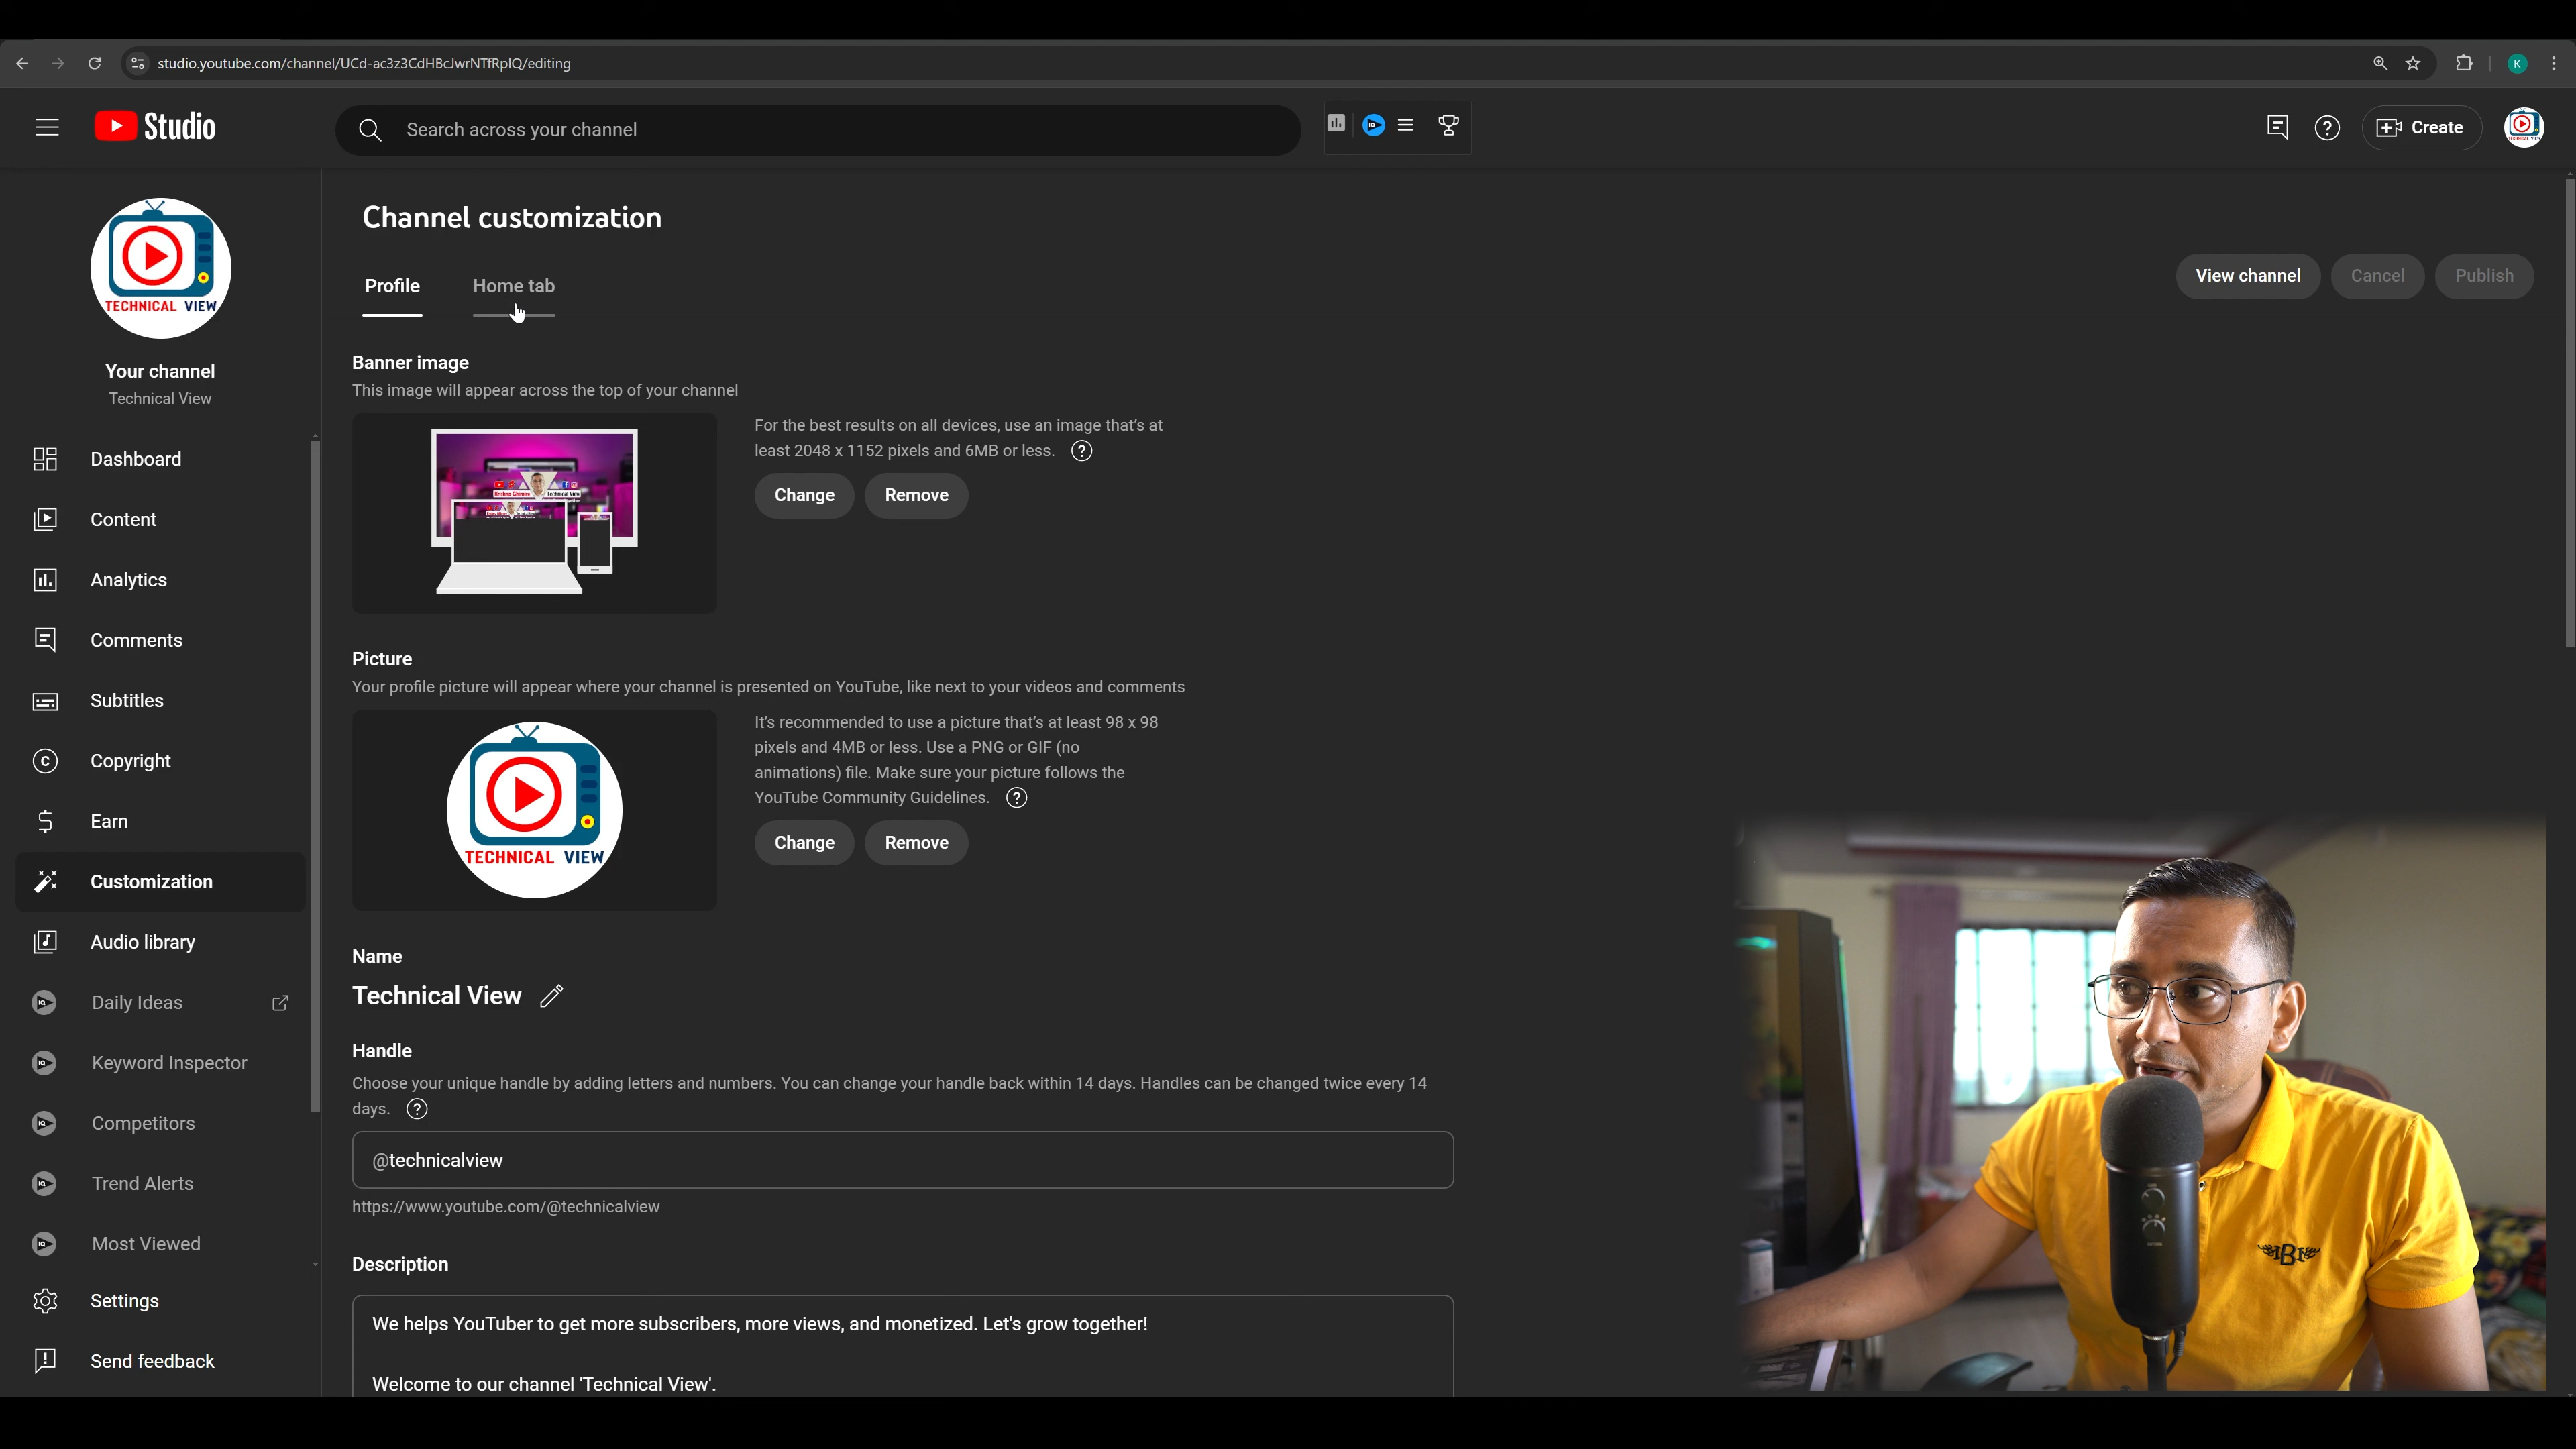 studio.youtube.com/channel/UCd-ac3z3CdHBcJwrNTfRplQ/editing
K
Studio
Search across your channel
IQ
Create
TECHNICAL VIEW
Your channel
Technical View
Dashboard
Content
Analytics
Comments
Subtitles
Copyright
Earn
Customization
Audio library
Daily Ideas
Keyword Inspector
Competitors
Trend Alerts
Most Viewed
Settings
Send feedback
Channel customization
Profile
Home tab
View channel
Cancel
Publish
Banner image
This image will appear across the top of your channel
Krishna Ghimire
Technical View
For the best results on all devices, use an image that's at
least 2048 x 1152 pixels and 6MB or less.
Change
Remove
Picture
Your profile picture will appear where your channel is presented on YouTube, like next to your videos and comments
TECHNICAL VIEW
It's recommended to use a picture that's at least 98 x 98
pixels and 4MB or less. Use a PNG or GIF (no
animations) file. Make sure your picture follows the
YouTube Community Guidelines.
Change
Remove
Name
Technical View
Handle
Choose your unique handle by adding letters and numbers. You can change your handle back within 14 days. Handles can be changed twice every 14
days.
@technicalview
https://www.youtube.com/@technicalview
Description
We helps YouTuber to get more subscribers, more views, and monetized. Let's grow together!
Welcome to our channel 'Technical View'.